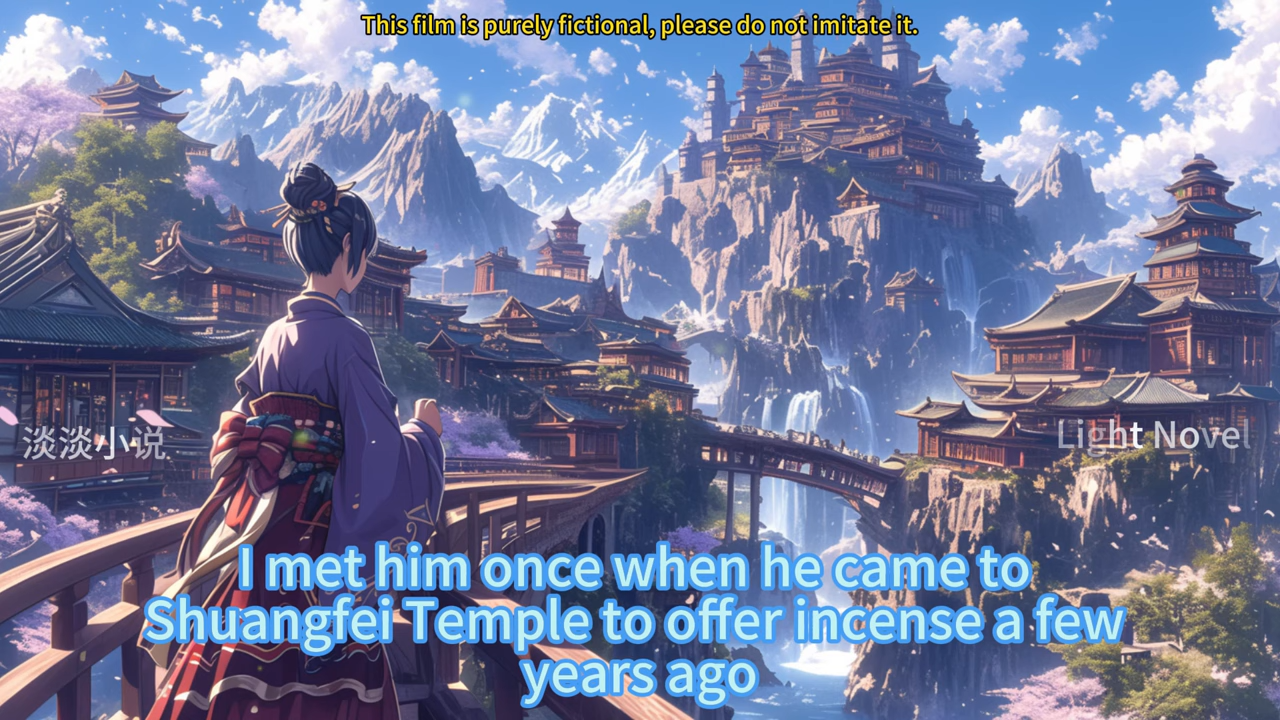 This film is purely fictional, please do not imitate it.
淡淡小说
Light Novel
I met him once when he came to
Shuangfei Temple to offer incense a few
years ago